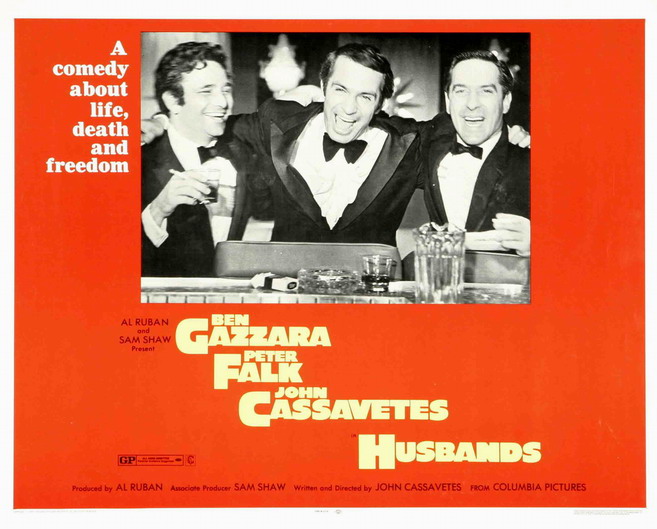 A
comedy
about
life,
death
and
freedom
AL RUBAN
and
SAM SHAW
Present
BEN
GAZZARA
PETER
FALK
JOHN
CASSAVETES
in
HUSBANDS
GP
Produced by AL RUBAN Associate Producer SAM SHAW Written and Directed by JOHN CASSAVETES FROM COLUMBIA PICTURES